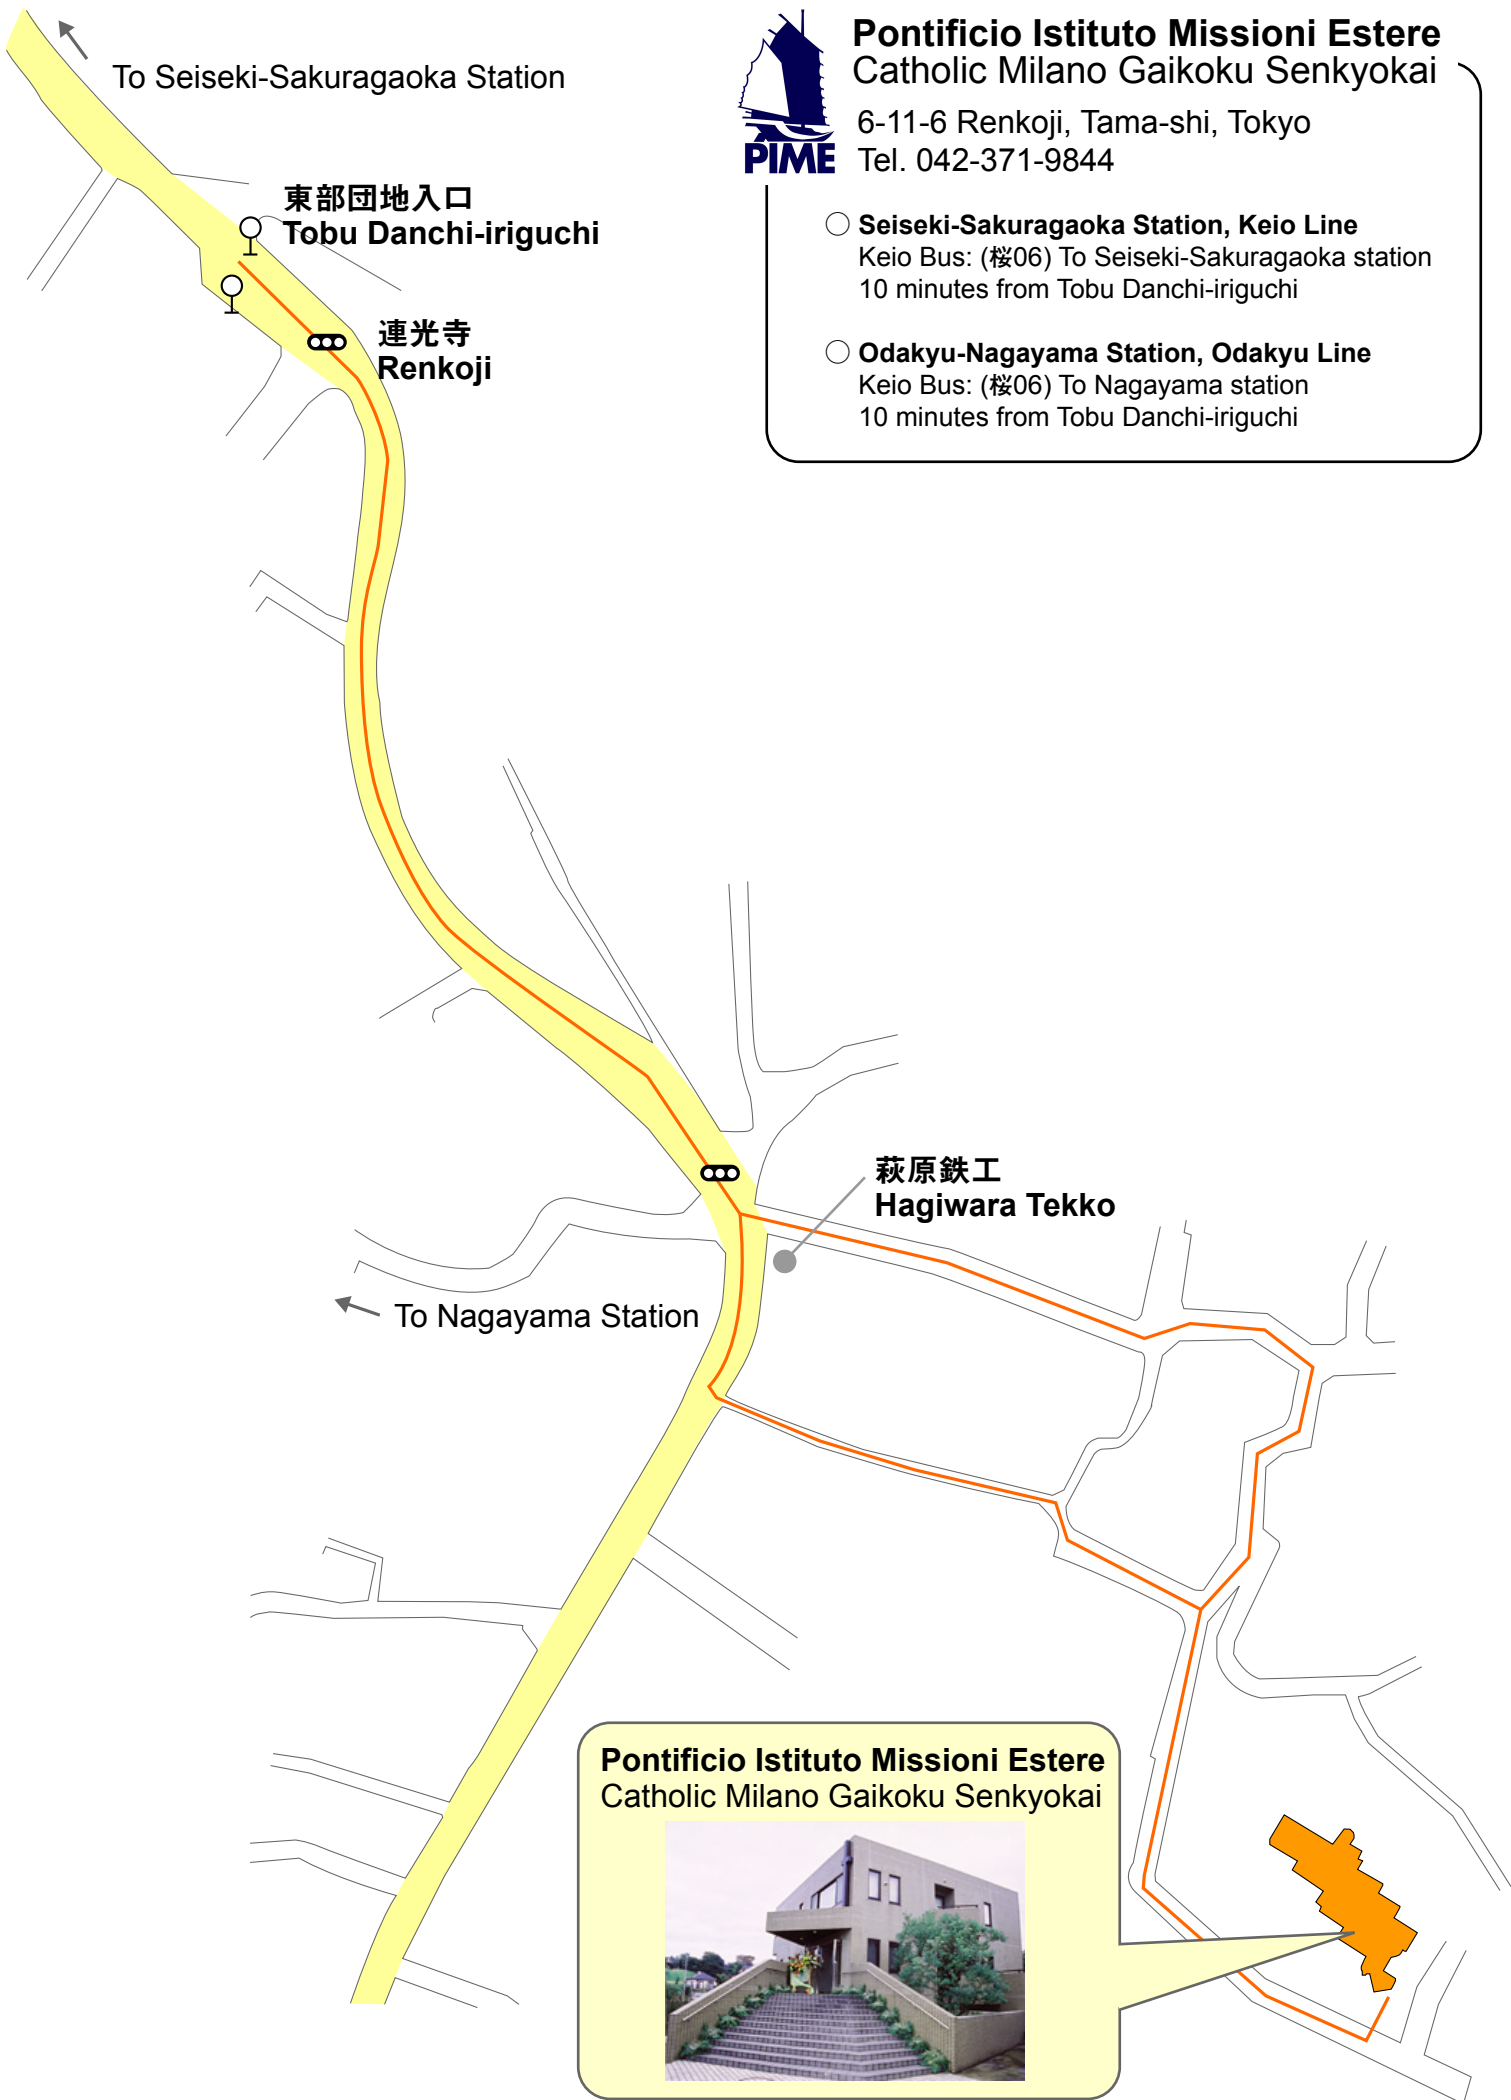 To Seiseki-Sakuragaoka Station
Pontificio Istituto Missioni Estere
Catholic Milano Gaikoku Senkyokai
6-11-6 Renkoji, Tama-shi, Tokyo
Tel. 042-371-9844
PIME
○ Seiseki-Sakuragaoka Station, Keio Line
Keio Bus: (桜06) To Seiseki-Sakuragaoka station
10 minutes from Tobu Danchi-iriguchi
○ Odakyu-Nagayama Station, Odakyu Line
Keio Bus: (桜06) To Nagayama station
10 minutes from Tobu Danchi-iriguchi
東部団地入口
Tobu Danchi-iriguchi
連光寺
Renkoji
萩原鉄工
Hagiwara Tekko
To Nagayama Station
Pontificio Istituto Missioni Estere
Catholic Milano Gaikoku Senkyokai